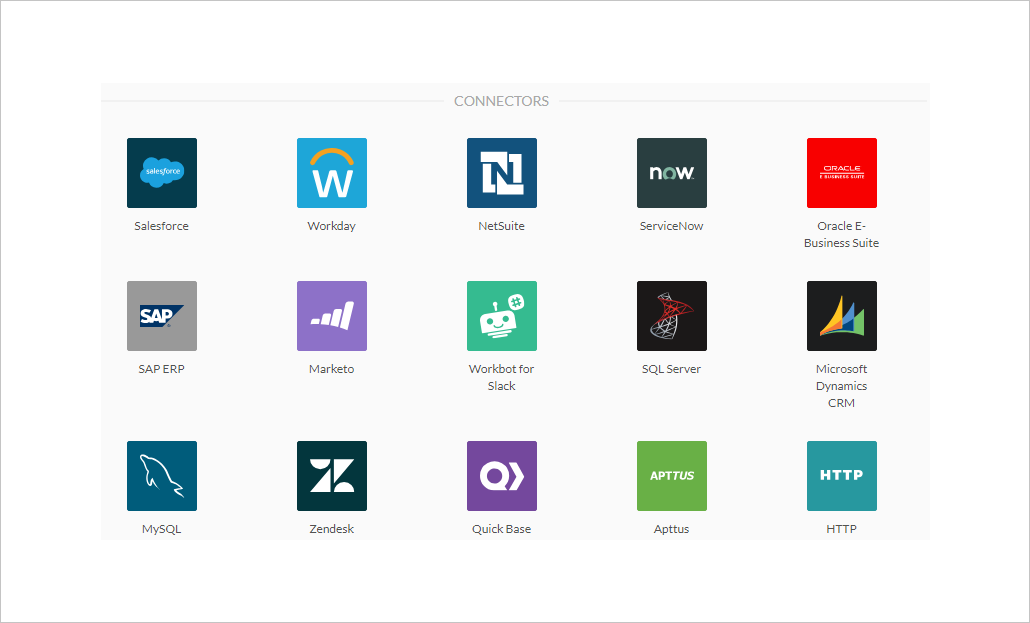 CONNECTORS
salesforce
W
N
now
ORACLE
E-BUSINESS SUITE
Salesforce
Workday
NetSuite
ServiceNow
Oracle E-
Business Suite
SAP
#
SAP ERP
Marketo
Workbot for
Slack
SQL Server
Microsoft
Dynamics
CRM
APTTUS
HTTP
MySQL
Zendesk
Quick Base
Apttus
HTTP